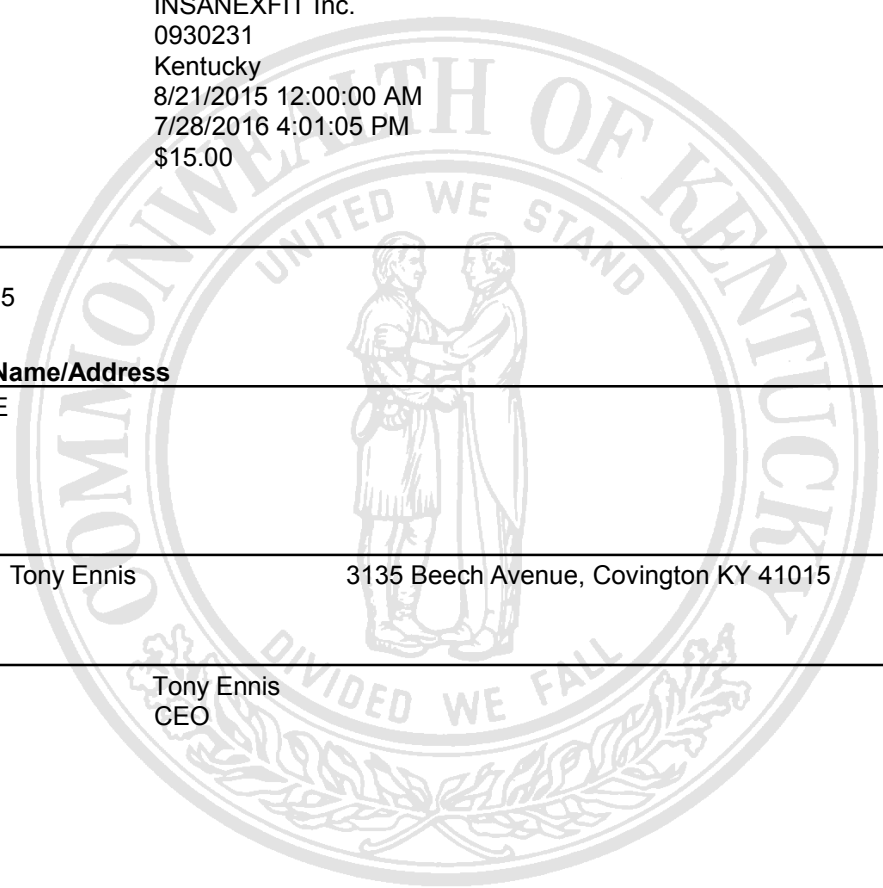 INSANEXFIT Inc.
0930231
Kentucky
8/21/2015 12:00:00 AM
7/28/2016 4:01:05 PM
$15.00
5
Name/Address
E
Tony Ennis 3135 Beech Avenue, Covington KY 41015
Tony Ennis
CEO
COMMONWEALTH OF KENTUCKY
UNITED WE STAND
DIVIDED WE FALL